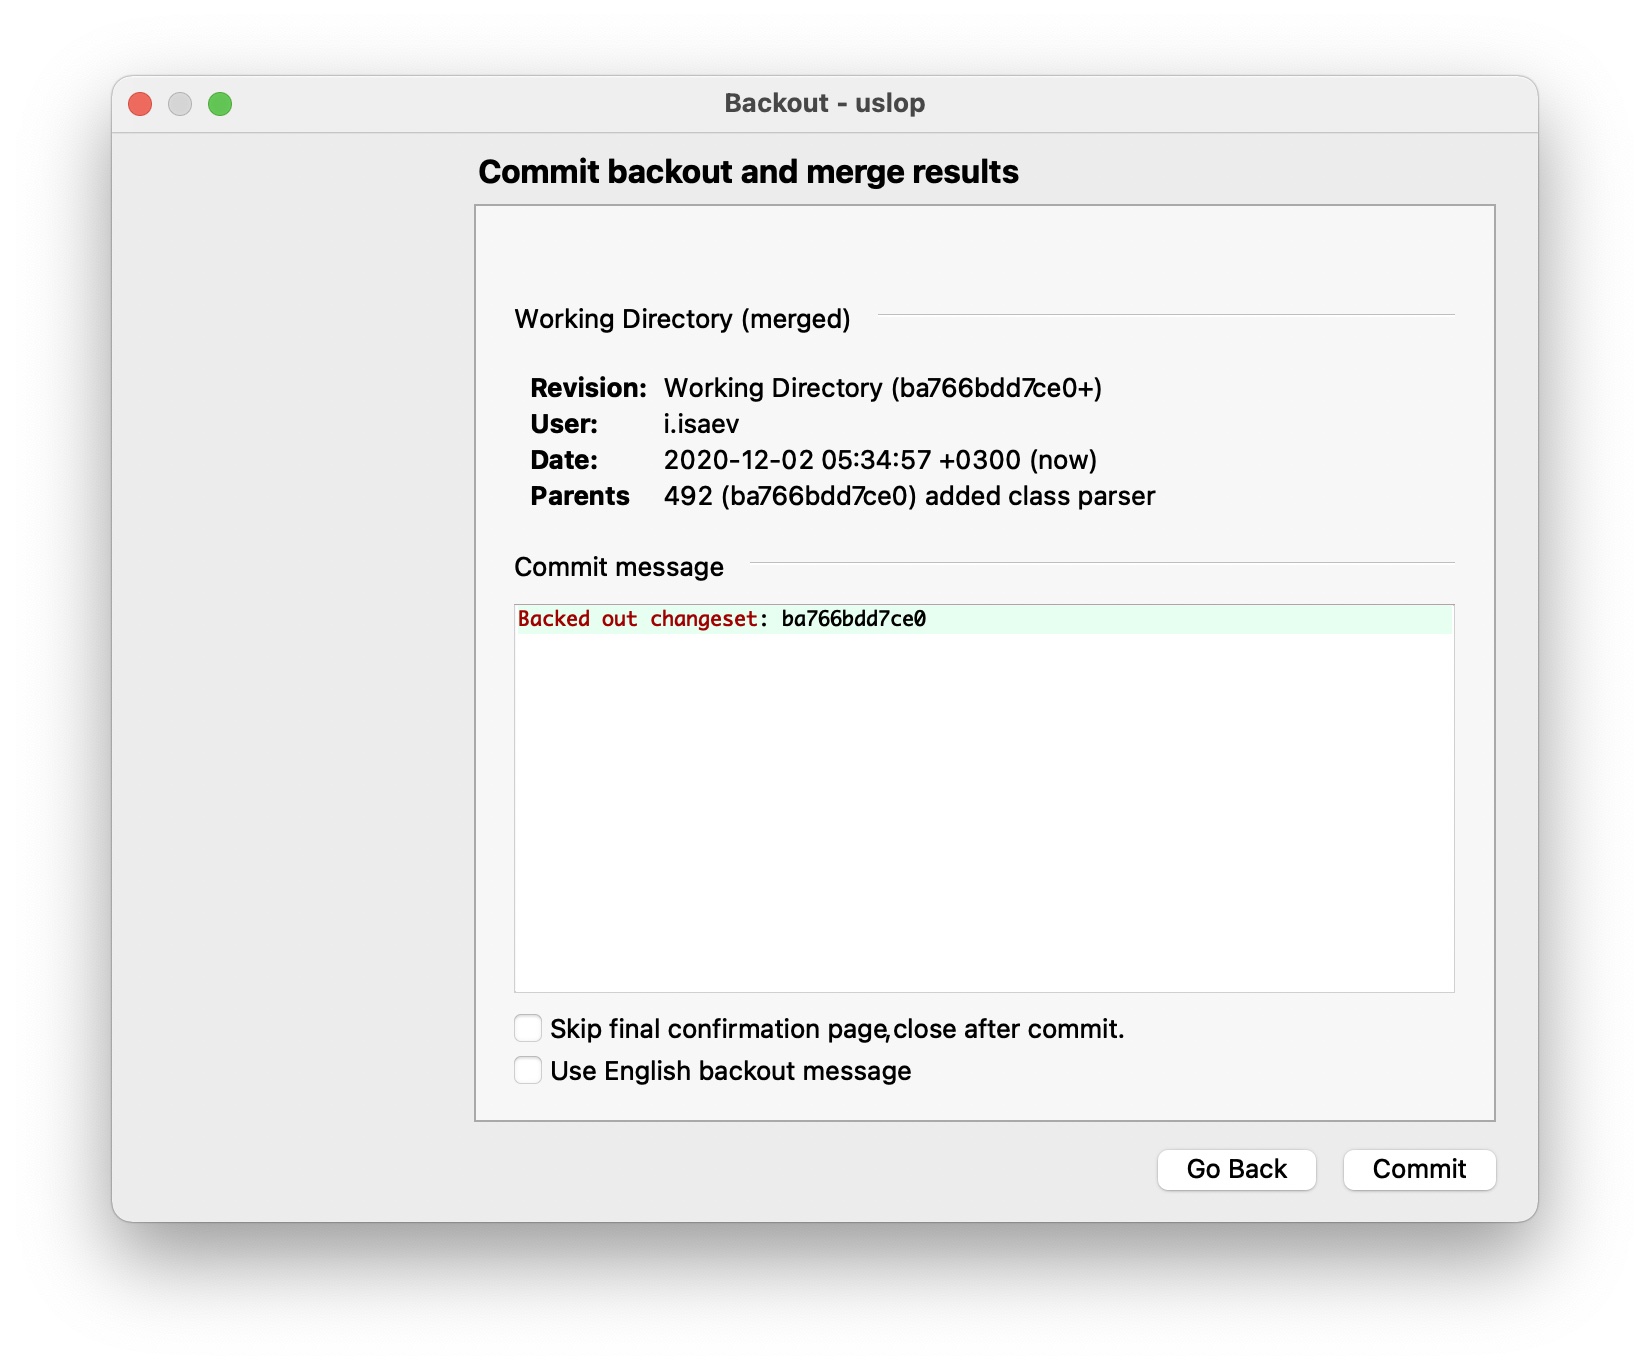 Backout - uslop
Commit backout and merge results
Working Directory (merged)
Revision: Working Directory (ba766bdd7ce0+)
User: i.isaev
Date: 2020-12-02 05:34:57 +0300 (now)
Parents 492 (ba766bdd7ce0) added class parser
Commit message
Backed out changeset: ba766bdd7ce0
Skip final confirmation page,close after commit.
Use English backout message
Go Back Commit